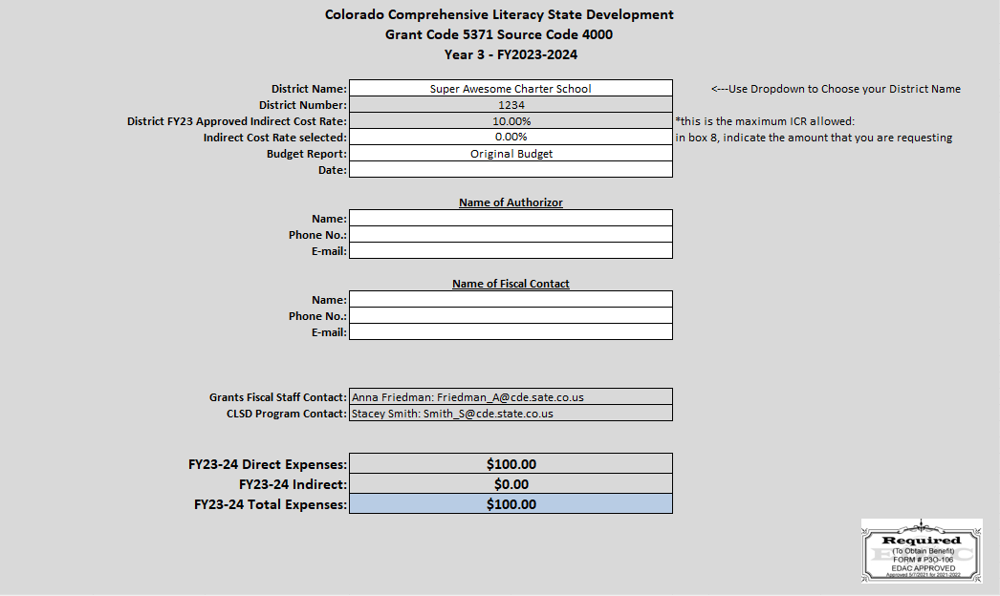 Colorado Comprehensive Literacy State Development
Grant Code 5371 Source Code 4000
Year 3 - FY2023-2024
District Name: Super Awesome Charter School <---Use Dropdown to Choose your District Name
District Number: 1234
District FY23 Approved Indirect Cost Rate: 10.00% *this is the maximum ICR allowed:
Indirect Cost Rate selected: 0.00% in box 8, indicate the amount that you are requesting
Budget Report: Original Budget
Date:
Name of Authorizor
Name:
Phone No.:
E-mail:
Name of Fiscal Contact
Name:
Phone No.:
E-mail:
Grants Fiscal Staff Contact: Anna Friedman: Friedman_A@cde.sate.co.us
CLSD Program Contact: Stacey Smith: Smith_S@cde.state.co.us
FY23-24 Direct Expenses: $100.00
FY23-24 Indirect: $0.00
FY23-24 Total Expenses: $100.00
Required
(To Obtain Benefit)
FORM # P3O-106
EDAC APPROVED
Approved 5/7/2021 for 2021-2022